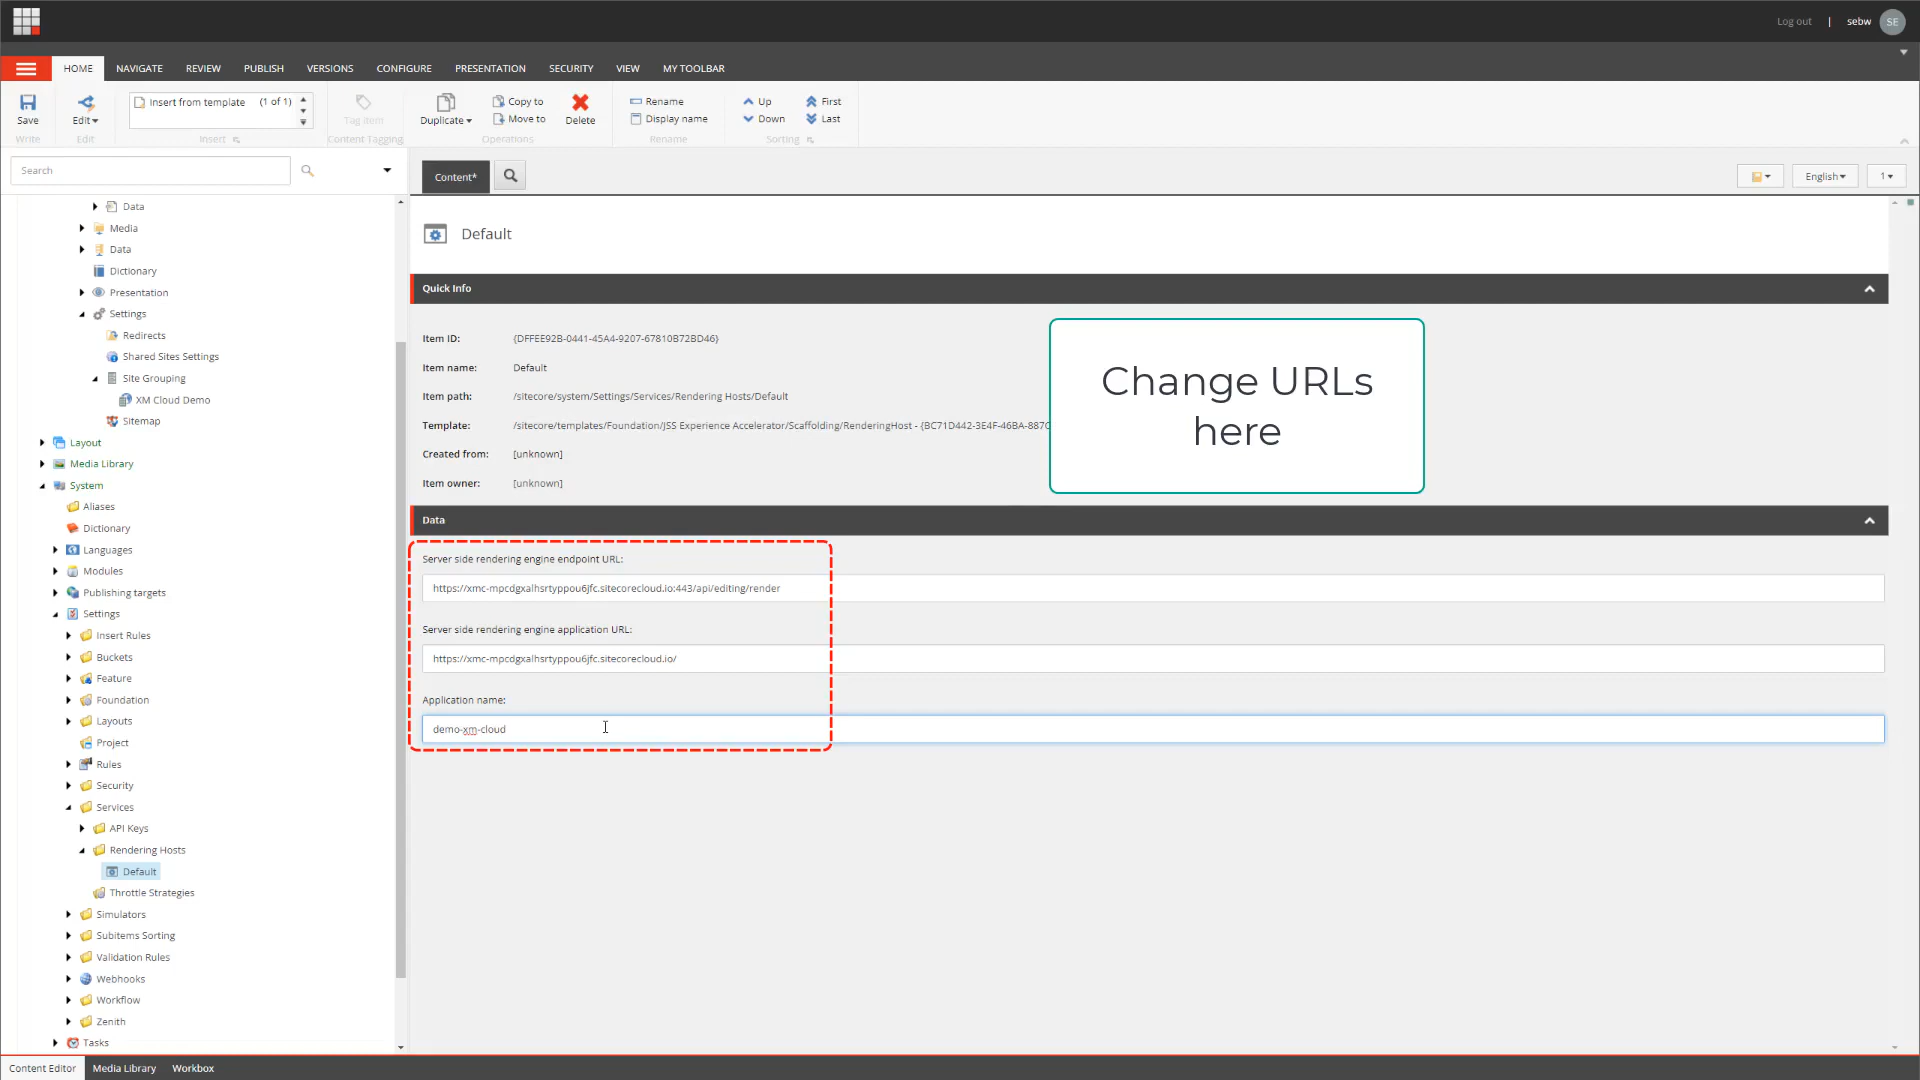 Log out | sebw SE
HOME NAVIGATE REVIEW PUBLISH VERSIONS CONFIGURE PRESENTATION SECURITY VIEW MY TOOLBAR
Save
Write
Edit
Edit
Insert from template (1 of 1)
Insert
Tag item
Content Tagging
Duplicate
Copy to
Move to
Delete
Operations
Rename
Display name
Rename
Up
Down
First
Last
Sorting
Search
Content*
English
1
Data
Media
Data
Dictionary
Presentation
Settings
Redirects
Shared Sites Settings
Site Grouping
XM Cloud Demo
Sitemap
Layout
Media Library
System
Aliases
Dictionary
Languages
Modules
Publishing targets
Settings
Insert Rules
Buckets
Feature
Foundation
Layouts
Project
Rules
Security
Services
API Keys
Rendering Hosts
Default
Throttle Strategies
Simulators
Subitems Sorting
Validation Rules
Webhooks
Workflow
Zenith
Tasks
Default
Quick Info
Item ID: {DFFEE92B-0441-45A4-9207-67810B72BD46}
Item name: Default
Item path: /sitecore/system/Settings/Services/Rendering Hosts/Default
Template: /sitecore/templates/Foundation/JSS Experience Accelerator/Scaffolding/RenderingHost - {BC71D442-3E4F-46BA-887C
Created from: [unknown]
Item owner: [unknown]
Change URLs
here
Data
Server side rendering engine endpoint URL:
https://xmc-mpcdgxalhsrtyppou6jfc.sitecorecloud.io:443/api/editing/render
Server side rendering engine application URL:
https://xmc-mpcdgxalhsrtyppou6jfc.sitecorecloud.io/
Application name:
demo-xm-cloud
Content Editor Media Library Workbox